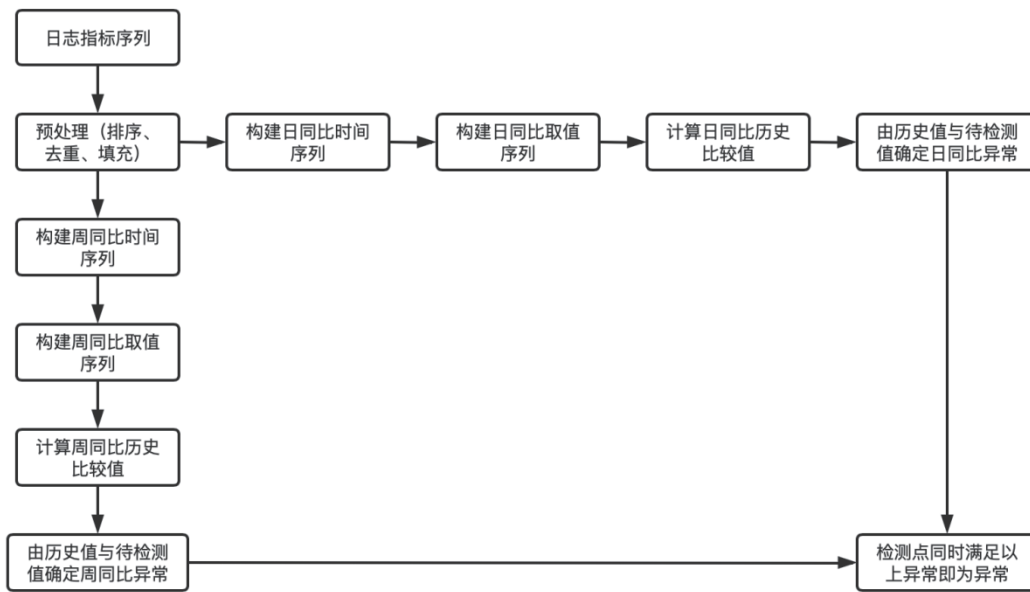 日志指标序列
预处理（排序、
去重、填充）
构建日同比时间
序列
构建日同比取值
序列
计算日同比历史
比较值
由历史值与待检测
值确定日同比异常
构建周同比时间
序列
构建周同比取值
序列
计算周同比历史
比较值
由历史值与待检测
值确定周同比异常
检测点同时满足以
上异常即为异常